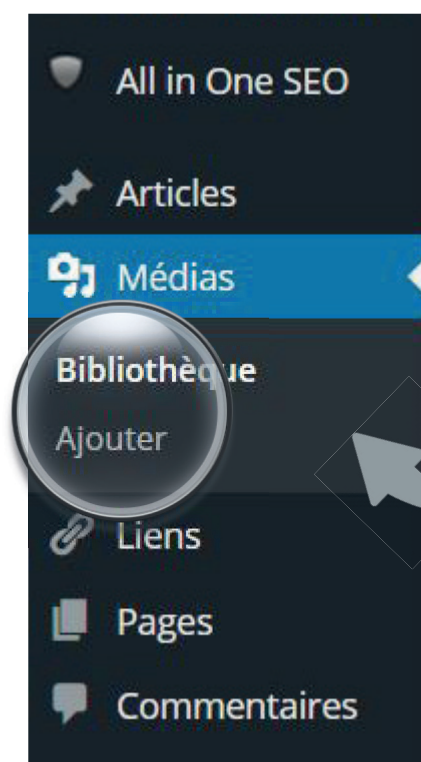 All in One SEO
Articles
Médias
Bibliothèque
Ajouter
Liens
Pages
Commentaires